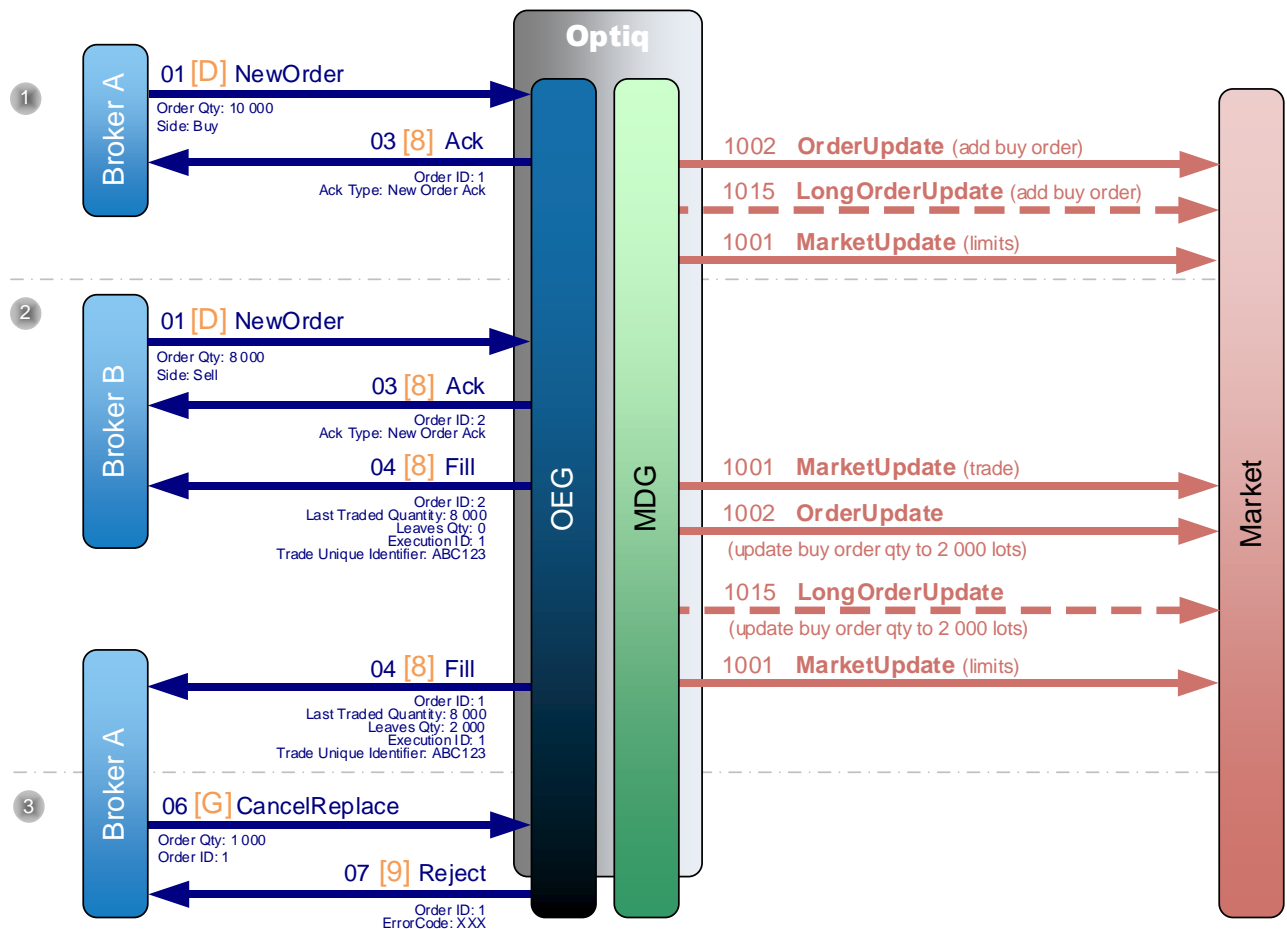 Optiq
1
Broker A
01 [D] NewOrder
Order Qty: 10 000
Side: Buy
03 [8] Ack
Order ID: 1
Ack Type: New Order Ack
1002 OrderUpdate (add buy order)
1015 LongOrderUpdate (add buy order)
1001 MarketUpdate (limits)
2
Broker B
01 [D] NewOrder
Order Qty: 8 000
Side: Sell
03 [8] Ack
Order ID: 2
Ack Type: New Order Ack
04 [8] Fill
Order ID: 2
Last Traded Quantity: 8 000
Leaves Qty: 0
Execution ID: 1
Trade Unique Identifier: ABC123
OEG
MDG
Market
1001 MarketUpdate (trade)
1002 OrderUpdate
(update buy order qty to 2 000 lots)
1015 LongOrderUpdate
(update buy order qty to 2 000 lots)
1001 MarketUpdate (limits)
Broker A
04 [8] Fill
Order ID: 1
Last Traded Quantity: 8 000
Leaves Qty: 2 000
Execution ID: 1
Trade Unique Identifier: ABC123
3
06 [G] CancelReplace
Order Qty: 1 000
Order ID: 1
07 [9] Reject
Order ID: 1
ErrorCode: XXX